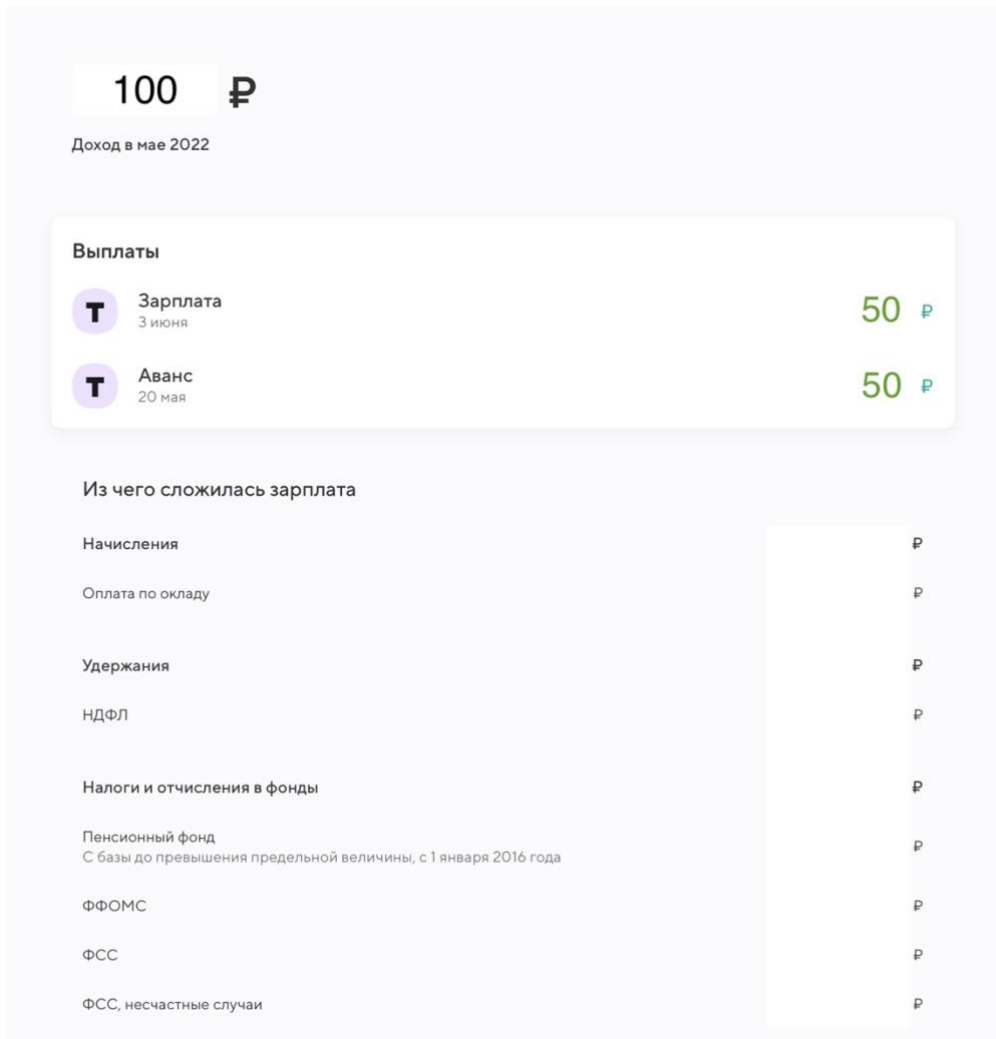 100 ₽
Доход в мае 2022
Выплаты
Т
Зарплата
3 июня
50 ₽
Т
Аванс
20 мая
50 ₽
Из чего сложилась зарплата
Начисления ₽
Оплата по окладу ₽
Удержания ₽
НДФЛ ₽
Налоги и отчисления в фонды ₽
Пенсионный фонд
С базы до превышения предельной величины, с 1 января 2016 года
₽
ФФОМС ₽
ФСС ₽
ФСС, несчастные случаи ₽